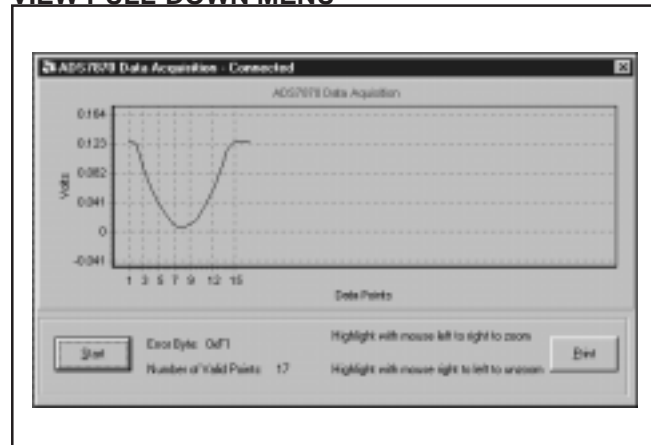 VIEW PULL-DOWN MENU
ADS7870 Data Acquisition - Connected
ADS7870 Data Aquisition
0.164
0.123
0.082
0.041
0
-0.041
Volts
1 3 5 7 9 12 15
Data Points
Start
Error Byte: 0xF1
Number of Valid Points: 17
Highlight with mouse left to right to zoom
Highlight with mouse right to left to unzoom
Print